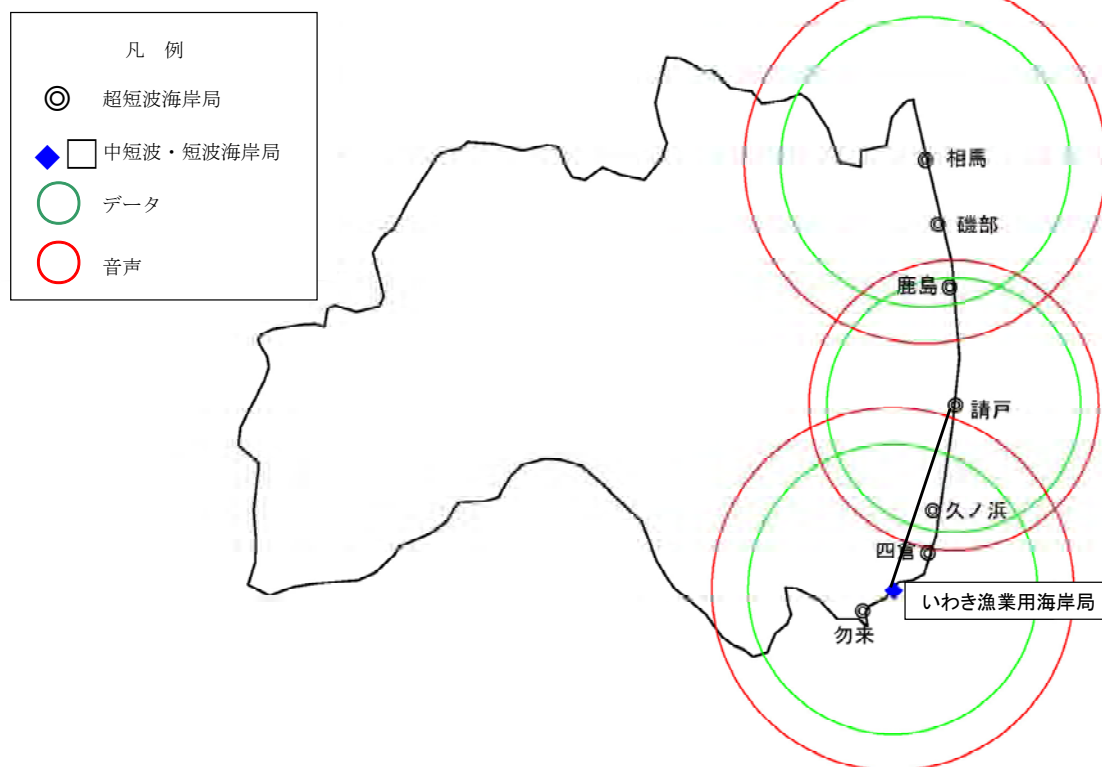 凡 例
超短波海岸局
中短波・短波海岸局
データ
音声
相馬
磯部
鹿島
請戸
久ノ浜
四倉
いわき漁業用海岸局
勿来